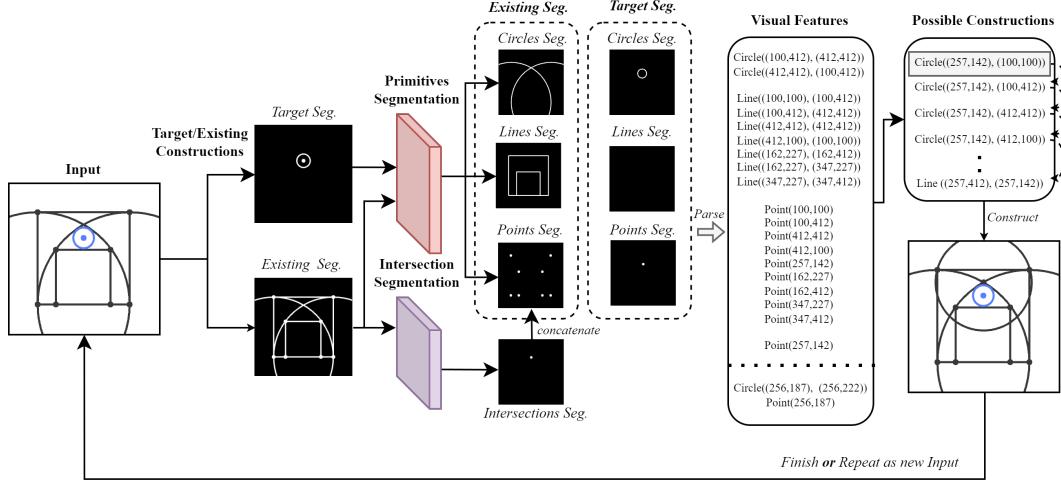 Input
Target/Existing
Constructions
Target Seg.
Existing Seg.
Primitives
Segmentation
Intersection
Segmentation
Existing Seg.
Circles Seg.
Lines Seg.
Points Seg.
concatenate
Intersections Seg.
Target Seg.
Circles Seg.
Lines Seg.
Points Seg.
Parse
Visual Features
Circle((100,412), (412,412))
Circle((412,412), (100,412))
Line((100,100), (100,412))
Line((100,412), (412,412))
Line((412,412), (412,412))
Line((412,100), (100,100))
Line((162,227), (162,412))
Line((162,227), (347,227))
Line((347,227), (347,412))
Point(100,100)
Point(100,412)
Point(412,412)
Point(412,100)
Point(257,142)
Point(162,227)
Point(162,412)
Point(347,227)
Point(347,412)
Point(257,142)
Circle((256,187), (256,222))
Point(256,187)
Possible Constructions
Circle((257,142), (100,100))
Circle((257,142), (100,412))
Circle((257,142), (412,412))
Circle((257,142), (412,100))
Line ((257,412), (257,142))
Construct
Finish or Repeat as new Input